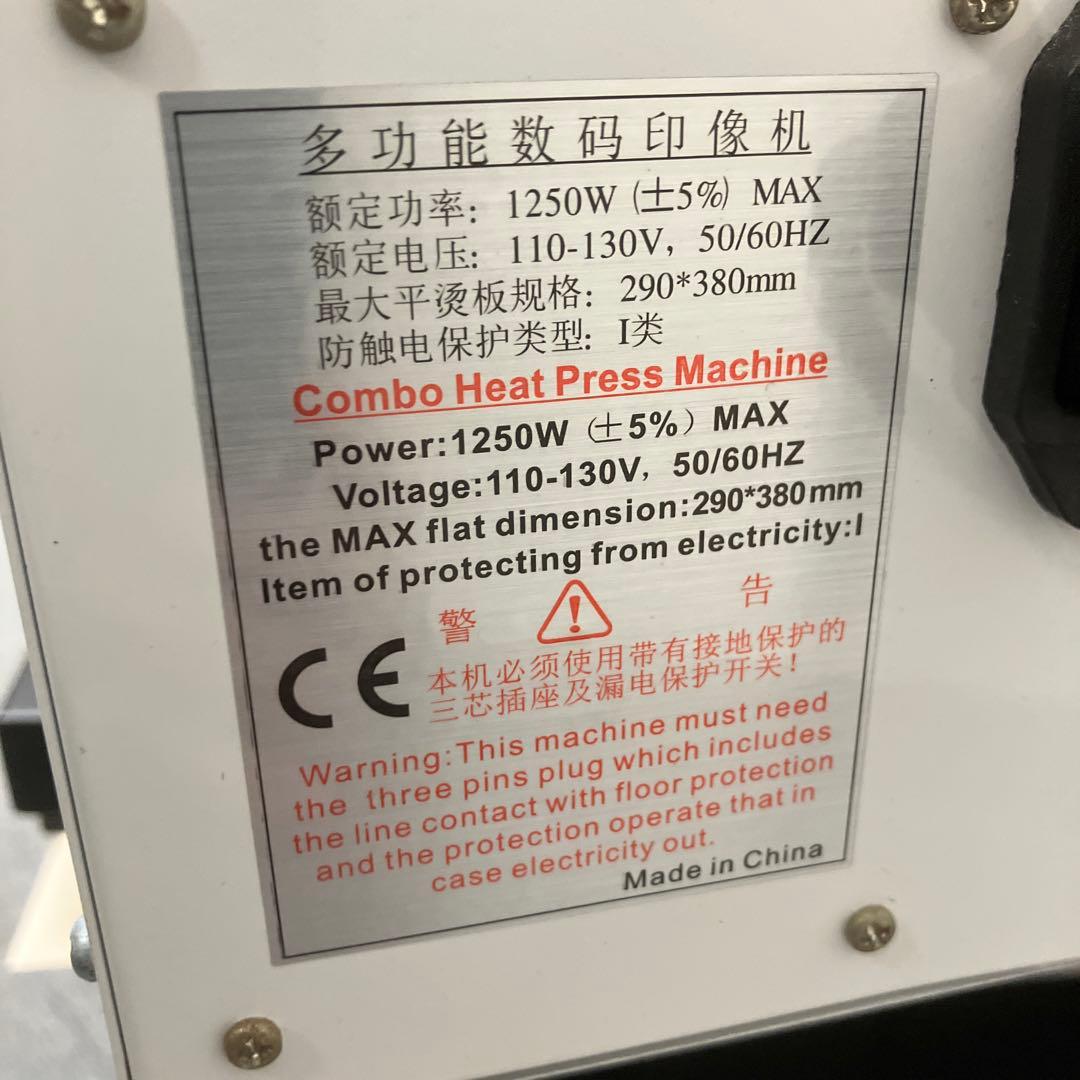 多功能数码印像机
额定功率: 1250W (±5%) MAX
额定电压: 110-130V, 50/60HZ
最大平烫板规格: 290*380mm
防触电保护类型: I类
Combo Heat Press Machine
Power:1250W (±5%) MAX
Voltage:110-130V, 50/60HZ
the MAX flat dimension:290*380mm
Item of protecting from electricity:I
警 告
CE
本机必须使用带有接地保护的
三芯插座及漏电保护开关!
Warning:This machine must need
the three pins plug which includes
the line contact with floor protection
and the protection operate that in
case electricity out.
Made in China